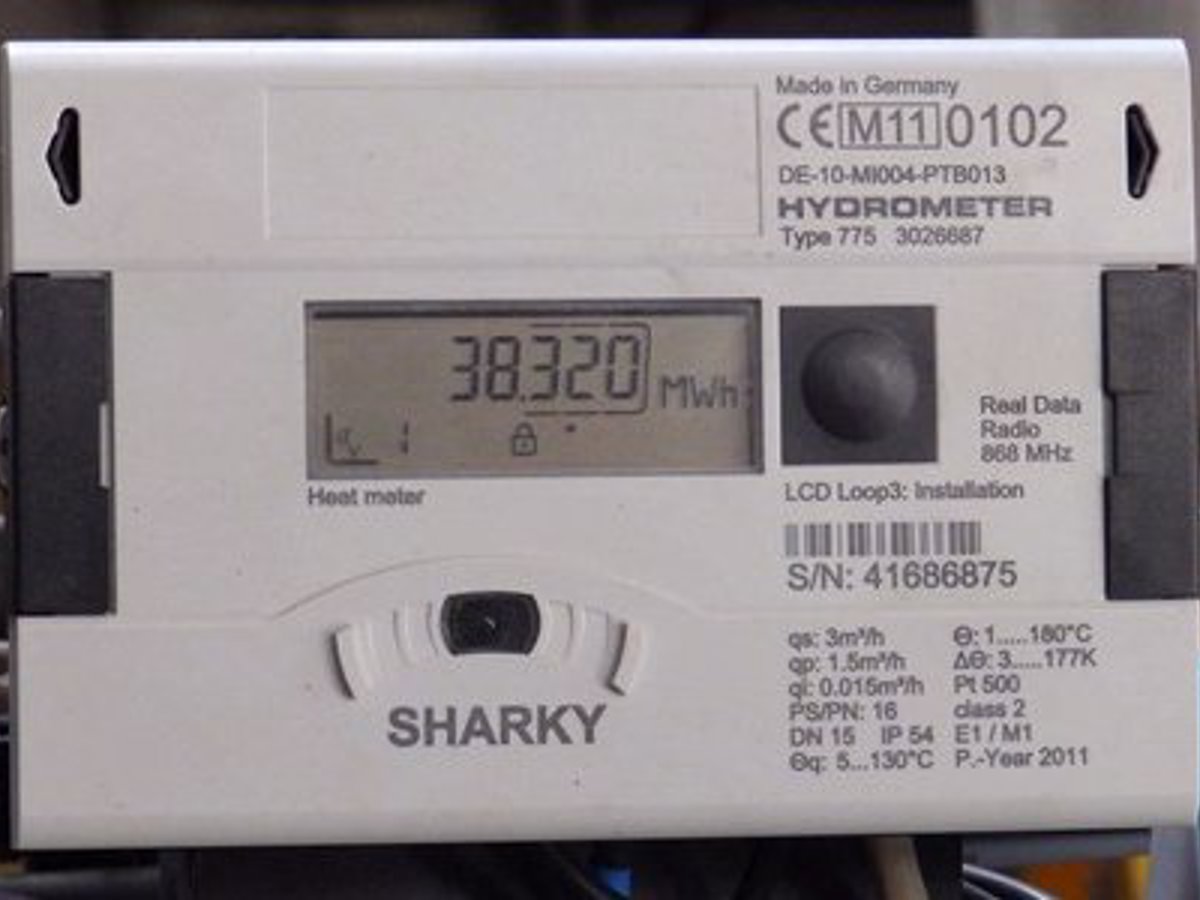 Made in Germany
CE M11 0102
DE-10-MI004-PTB013
HYDROMETER
Type 775 3026687
38.320 MWh
1
Heat meter
Real Data
Radio
868 MHz
LCD Loop3: Installation
S/N: 41686875
SHARKY
qs: 3m³/h Θ: 1.....180°C
qp: 1.5m³/h ΔΘ: 3.....177K
qi: 0.015m³/h Pt 500
PS/PN: 16 class 2
DN 15 IP 54 E1 / M1
Θq: 5...130°C P.-Year 2011